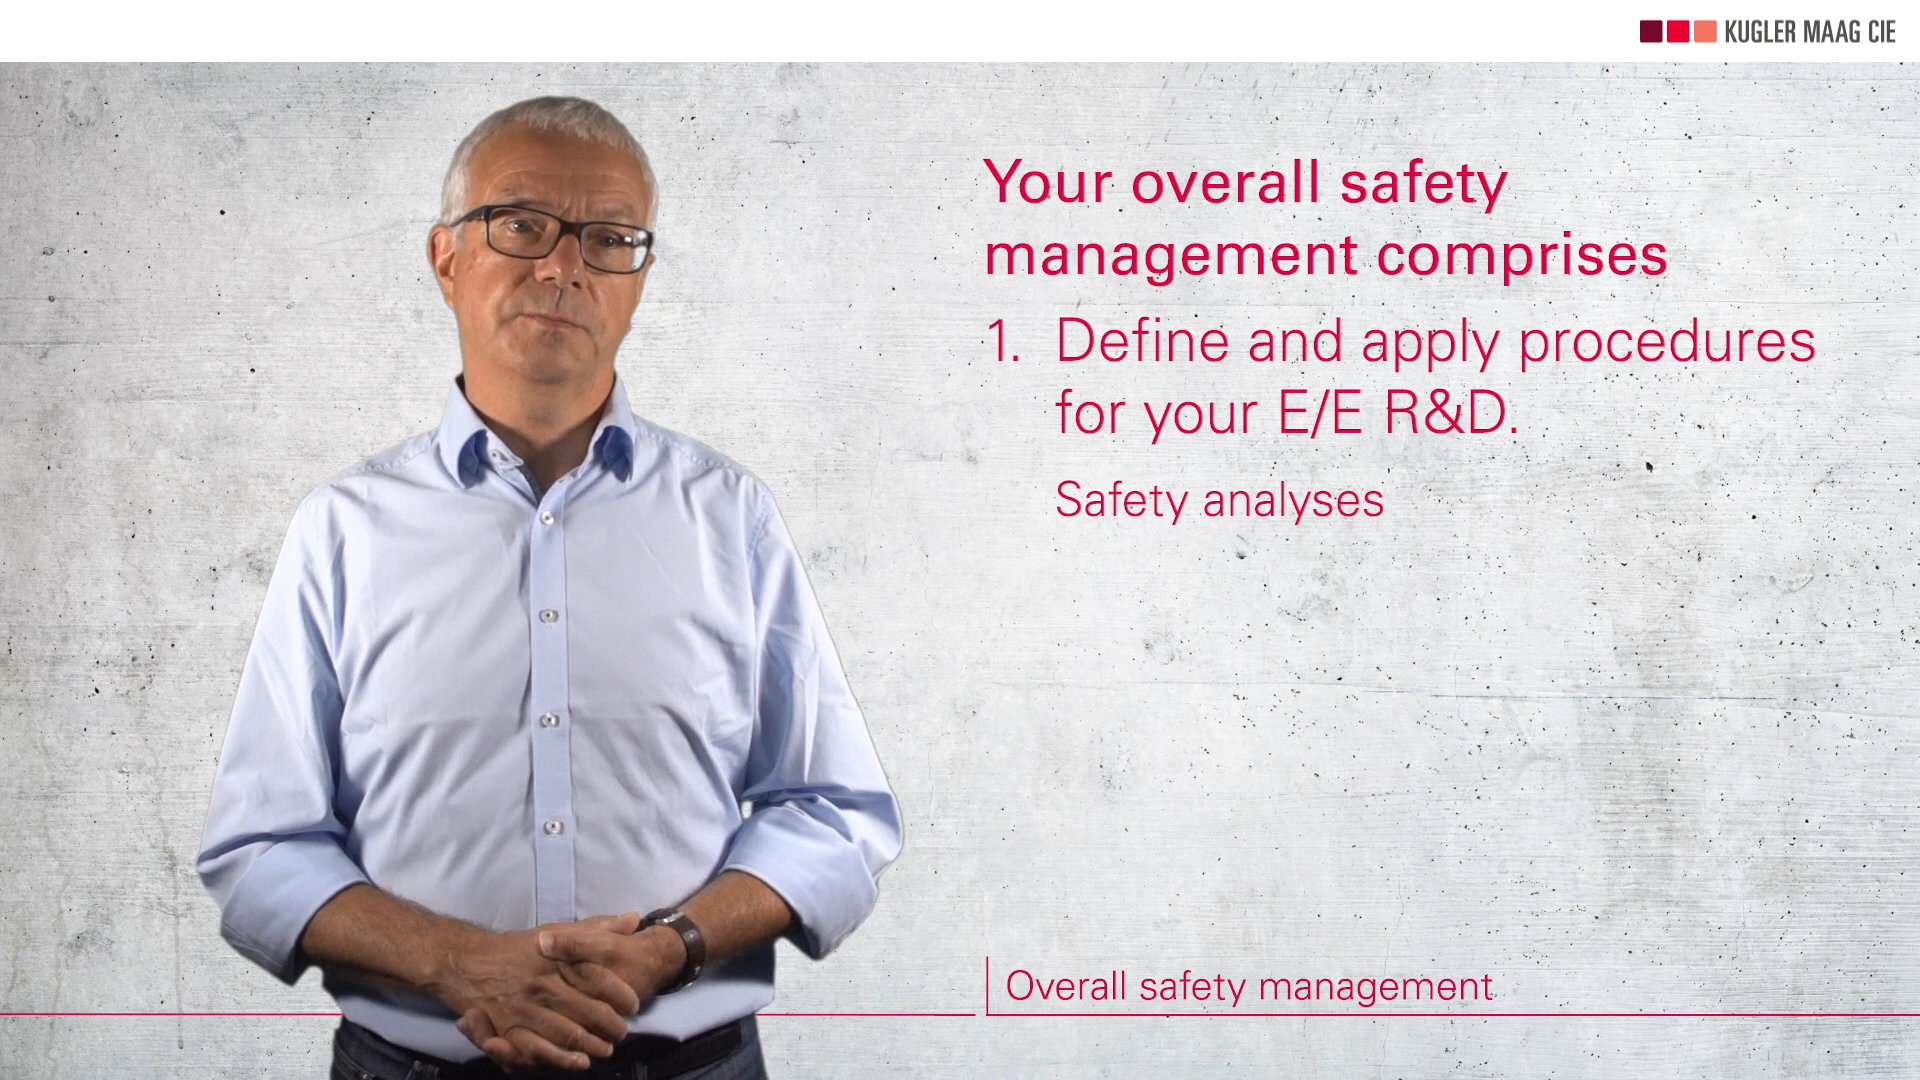 KUGLER MAAG CIE
Your overall safety
management comprises
1. Define and apply procedures
for your E/E R&D.
Safety analyses
Overall safety management